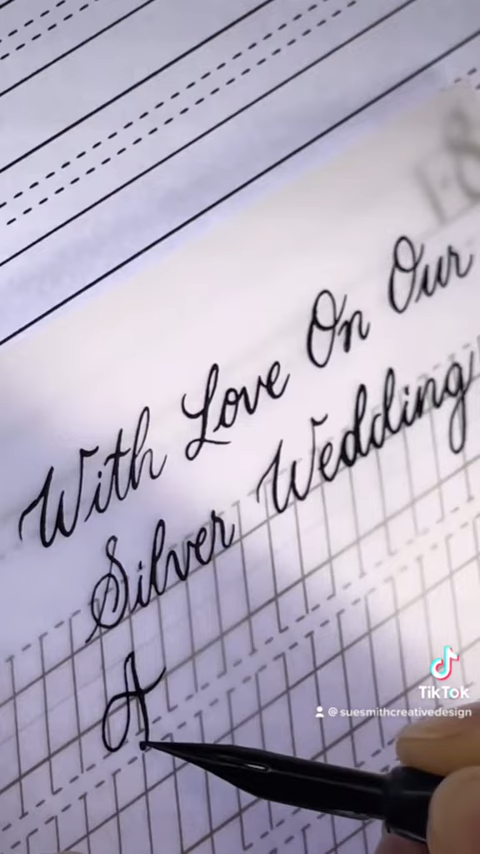 With Love On Our
Silver Wedding
A
TikTok
@suesmithcreativedesign